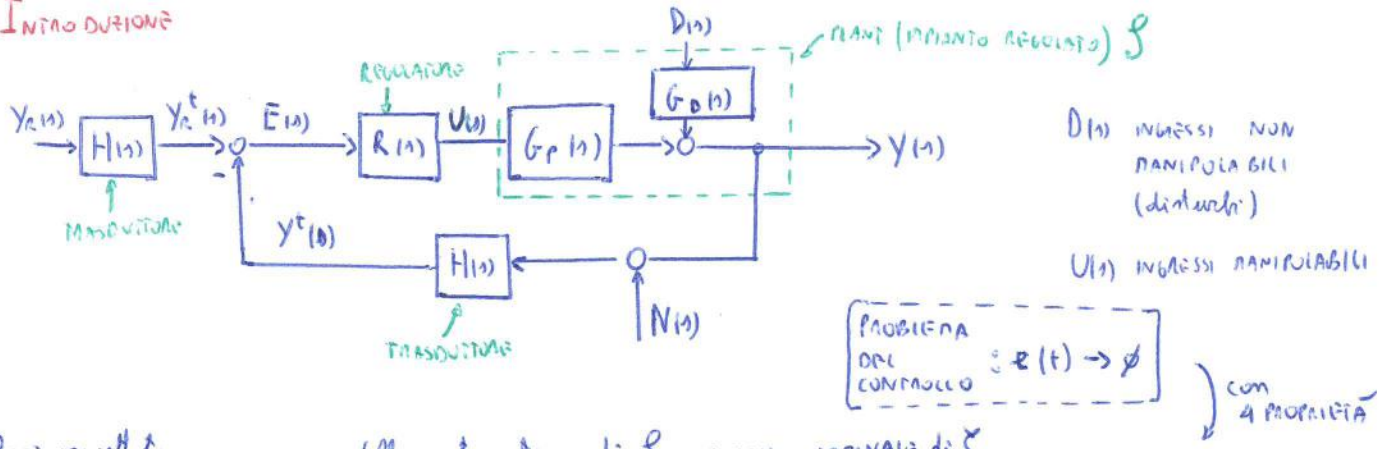 INTRODUZIONE
D(s)
PLANT (IMPIANTO REGOLATO) S
REGOLATORE
G_D(s)
Y_R(s)
H(s)
Y_R^t(s)
E(s)
R(s)
U(s)
G_P(s)
Y(s)
-
TRASDUTTORE
Y^t(s)
H(s)
N(s)
TRASDUTTORE
D(s) INGRESSI NON
MANIPOLABILI
(disturbi)
U(s) INGRESSI MANIPOLABILI
PROBLEMA
DEL : e(t) → ø
CONTROLLO
con
4 PROPRIETÀ